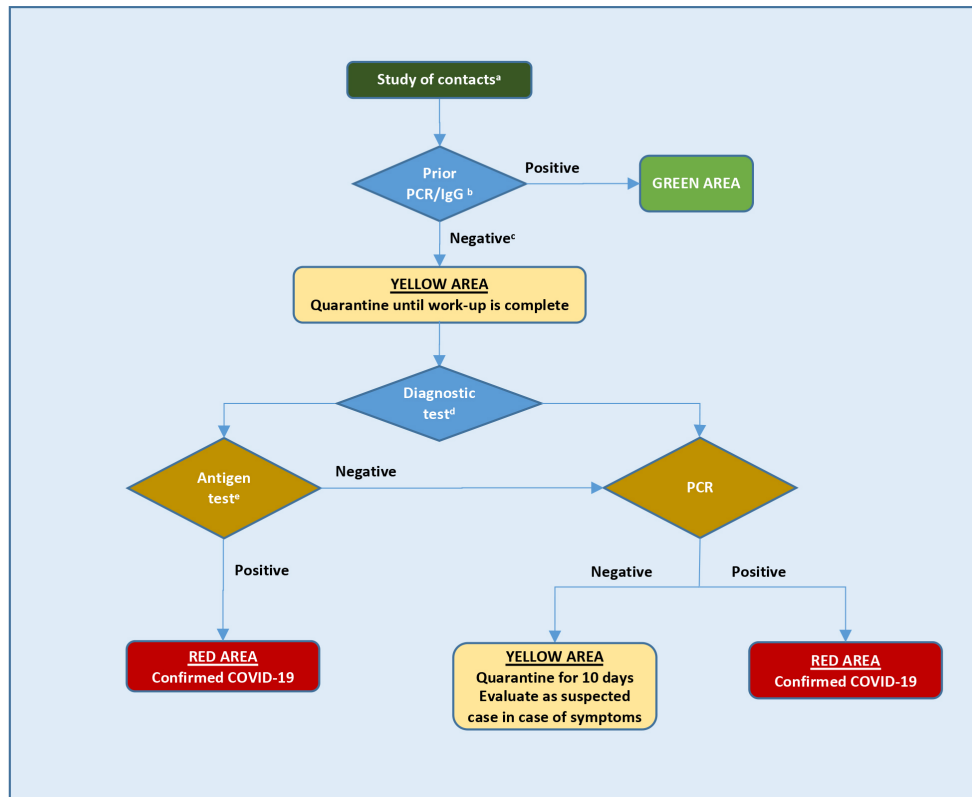 Study of contactsᵃ
Prior
PCR/IgG ᵇ
Positive
GREEN AREA
Negativeᶜ
YELLOW AREA
Quarantine until work-up is complete
Diagnostic
testᵈ
Antigen
testᵉ
Negative
PCR
Positive
Negative
Positive
RED AREA
Confirmed COVID-19
YELLOW AREA
Quarantine for 10 days
Evaluate as suspected
case in case of symptoms
RED AREA
Confirmed COVID-19